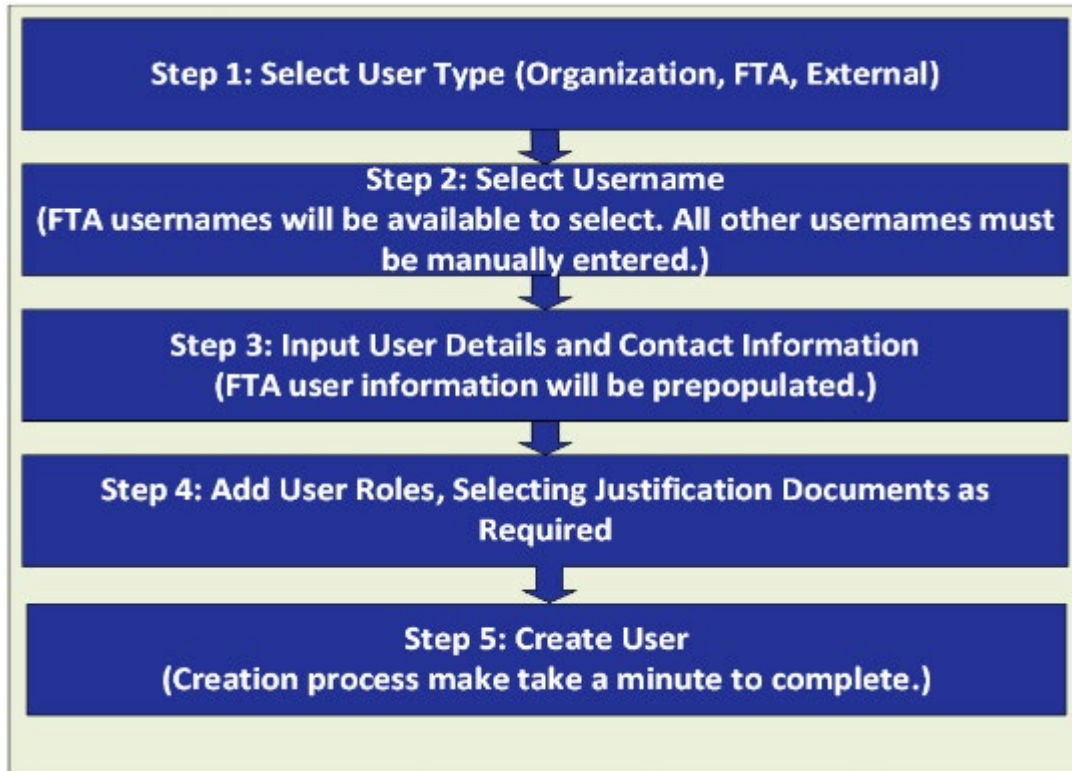 Step 1: Select User Type (Organization, FTA, External)
Step 2: Select Username
(FTA usernames will be available to select. All other usernames must
be manually entered.)
Step 3: Input User Details and Contact Information
(FTA user information will be prepopulated.)
Step 4: Add User Roles, Selecting Justification Documents as
Required
Step 5: Create User
(Creation process make take a minute to complete.)